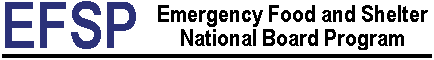 EFSP
Emergency Food and Shelter
National Board Program